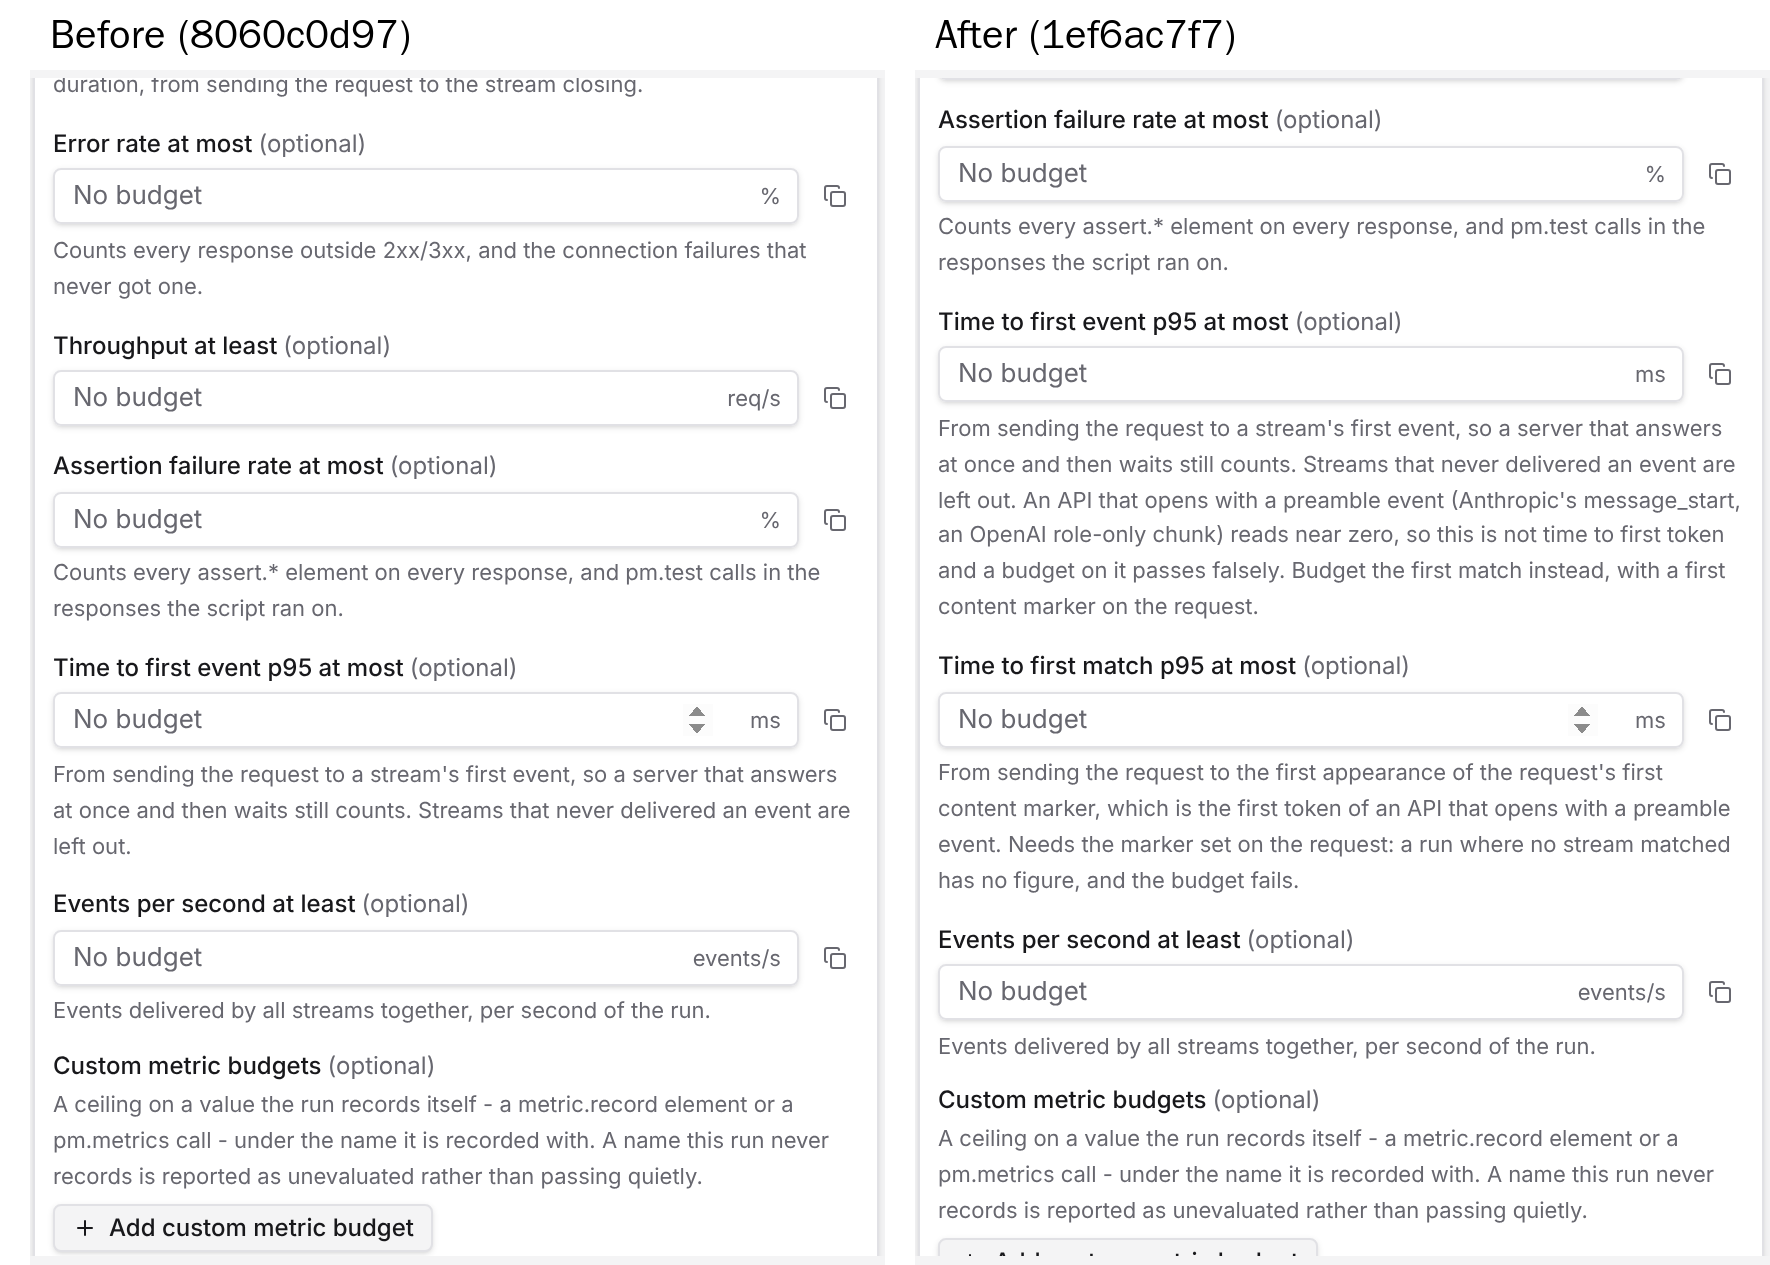 Before (8060c0d97)
duration, from sending the request to the stream closing.
Error rate at most (optional)
No budget %
Counts every response outside 2xx/3xx, and the connection failures that
never got one.
Throughput at least (optional)
No budget req/s
Assertion failure rate at most (optional)
No budget %
Counts every assert.* element on every response, and pm.test calls in the
responses the script ran on.
Time to first event p95 at most (optional)
No budget ms
From sending the request to a stream's first event, so a server that answers
at once and then waits still counts. Streams that never delivered an event are
left out.
Events per second at least (optional)
No budget events/s
Events delivered by all streams together, per second of the run.
Custom metric budgets (optional)
A ceiling on a value the run records itself - a metric.record element or a
pm.metrics call - under the name it is recorded with. A name this run never
records is reported as unevaluated rather than passing quietly.
+ Add custom metric budget
After (1ef6ac7f7)
Assertion failure rate at most (optional)
No budget %
Counts every assert.* element on every response, and pm.test calls in the
responses the script ran on.
Time to first event p95 at most (optional)
No budget ms
From sending the request to a stream's first event, so a server that answers
at once and then waits still counts. Streams that never delivered an event are
left out. An API that opens with a preamble event (Anthropic's message_start,
an OpenAI role-only chunk) reads near zero, so this is not time to first token
and a budget on it passes falsely. Budget the first match instead, with a first
content marker on the request.
Time to first match p95 at most (optional)
No budget ms
From sending the request to the first appearance of the request's first
content marker, which is the first token of an API that opens with a preamble
event. Needs the marker set on the request: a run where no stream matched
has no figure, and the budget fails.
Events per second at least (optional)
No budget events/s
Events delivered by all streams together, per second of the run.
Custom metric budgets (optional)
A ceiling on a value the run records itself - a metric.record element or a
pm.metrics call - under the name it is recorded with. A name this run never
records is reported as unevaluated rather than passing quietly.